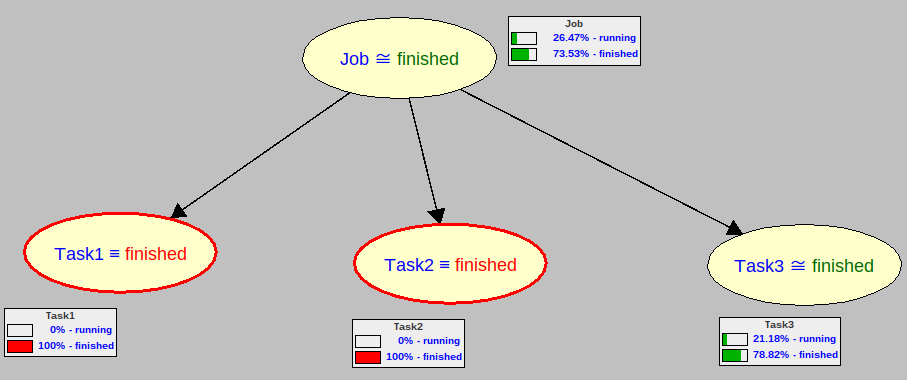 Job
26.47% - running
73.53% - finished
Job ≅ finished
Task1 ≡ finished
Task2 ≡ finished
Task3 ≅ finished
Task1
0% - running
100% - finished
Task2
0% - running
100% - finished
Task3
21.18% - running
78.82% - finished